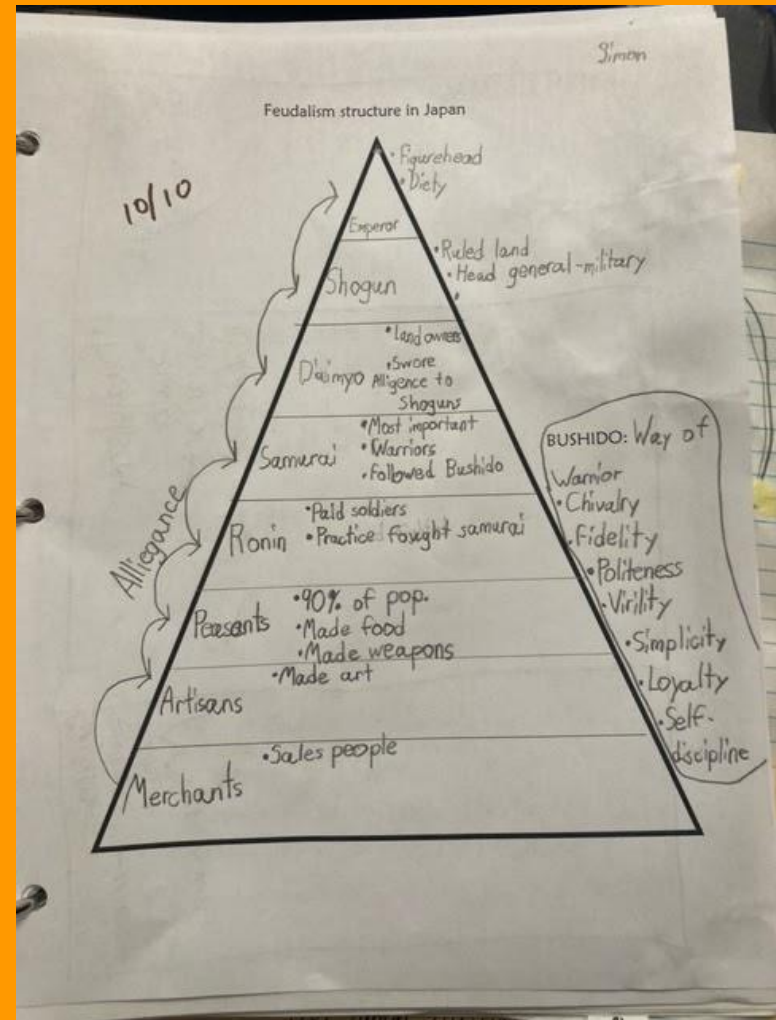 Simon
Feudalism structure in Japan
10/10
• Figurehead
• Diety
Emperor
• Ruled land
• Head general-military
•
Shogun
• Land owners
• Swore
Daimyo Alligence to
Shoguns
• Most important
Samurai • Warriors
• Followed Bushido
• Paid soldiers
Ronin • Practice fought samurai
• 90% of pop.
Peasants • Made food
• Made weapons
• Made art
Artisans
• Sales people
Merchants
Alliegance
BUSHIDO: Way of
Warrior
• Chivalry
• Fidelity
• Politeness
• Virility
• Simplicity
• Loyalty
• Self-
discipline